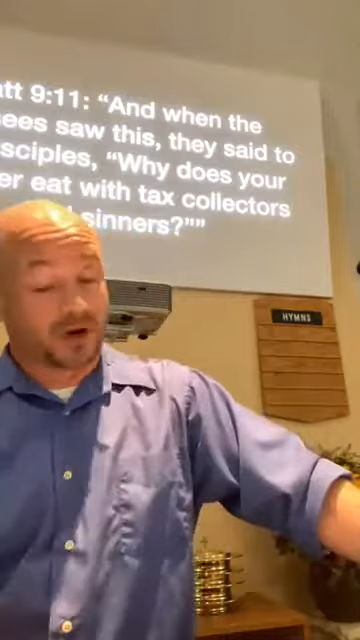 att 9:11: “And when the
sees saw this, they said to
sciples, “Why does your
er eat with tax collectors
sinners?””
HYMNS